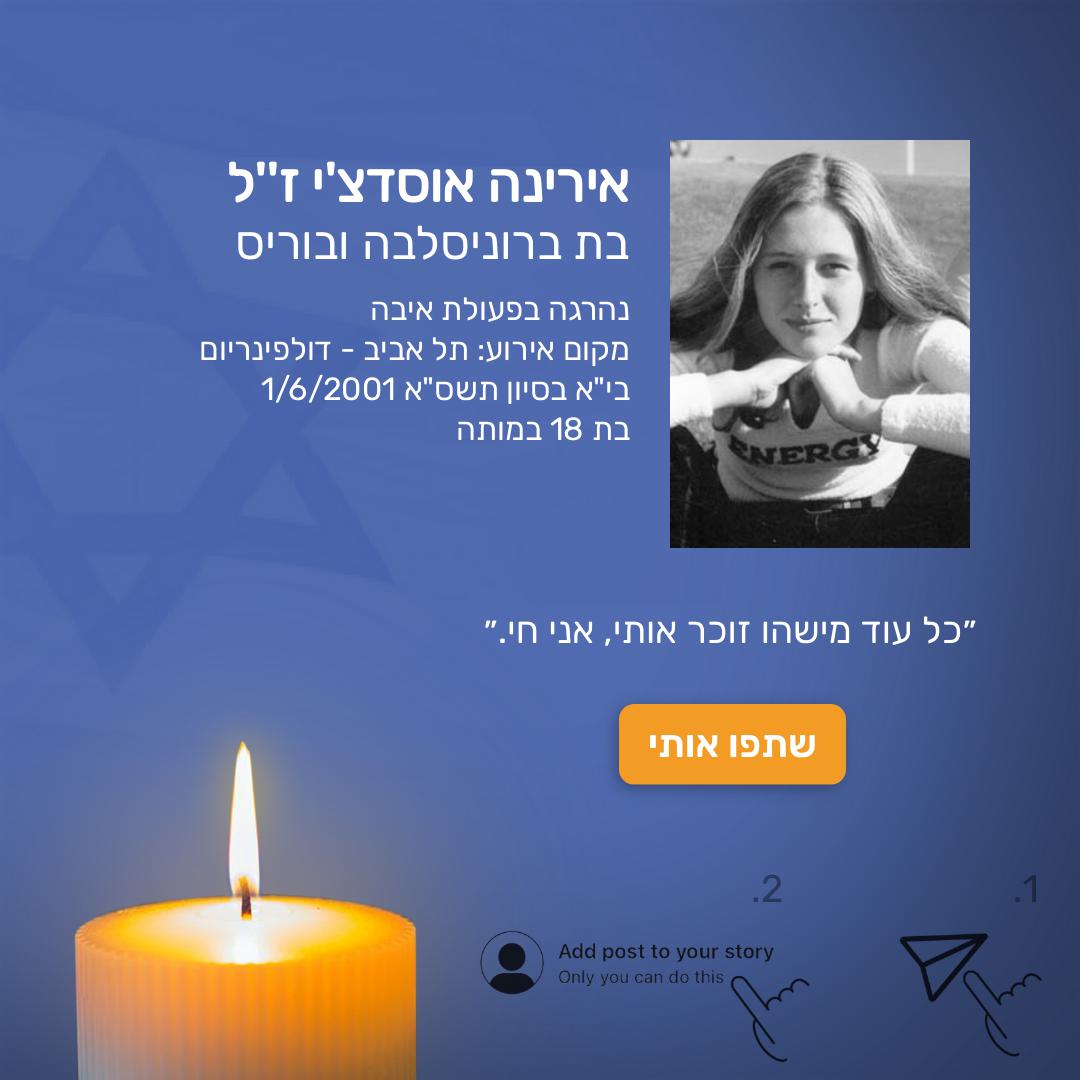 אירינה אוסדצ'י ז''ל
בת ברוניסלבה ובוריס
נהרגה בפעולת איבה
מקום אירוע: תל אביב - דולפינריום
בי"א בסיון תשס"א 1/6/2001
בת 18 במותה
ENERGY
״כל עוד מישהו זוכר אותי, אני חי.״
שתפו אותי
.1
.2
Add post to your story
Only you can do this